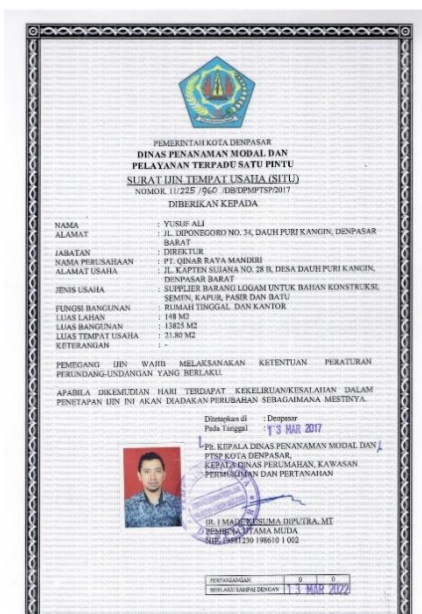 PEMERINTAH KOTA DENPASAR
DINAS PENANAMAN MODAL DAN
PELAYANAN TERPADU SATU PINTU
SURAT IJIN TEMPAT USAHA (SITU)
NOMOR. 11/225 /960 /DB/DPMPTSP/2017
DIBERIKAN KEPADA
NAMA : YUSUF ALI
ALAMAT : JL. DIPONEGORO NO. 34, DAUH PURI KANGIN, DENPASAR
BARAT
JABATAN : DIREKTUR
NAMA PERUSAHAAN : PT. QINAR RAYA MANDIRI
ALAMAT USAHA : JL. KAPTEN SUJANA NO. 28 B, DESA DAUH PURI KANGIN,
DENPASAR BARAT
JENIS USAHA : SUPPLIER BARANG LOGAM UNTUK BAHAN KONSTRUKSI,
SEMEN, KAPUR, PASIR DAN BATU
FUNGSI BANGUNAN : RUMAH TINGGAL DAN KANTOR
LUAS LAHAN : 148 M2
LUAS BANGUNAN : 13825 M2
LUAS TEMPAT USAHA : 21.80 M2
KETERANGAN : -
PEMEGANG IJIN WAJIB MELAKSANAKAN KETENTUAN PERATURAN
PERUNDANG-UNDANGAN YANG BERLAKU.
APABILA DIKEMUDIAN HARI TERDAPAT KEKELIRUAN/KESALAHAN DALAM
PENETAPAN IJIN INI AKAN DIADAKAN PERUBAHAN SEBAGAIMANA MESTINYA.
Ditetapkan di : Denpasar
Pada Tanggal : 13 MAR 2017
Plt. KEPALA DINAS PENANAMAN MODAL DAN
PTSP KOTA DENPASAR,
KEPALA DINAS PERUMAHAN, KAWASAN
PERMUKIMAN DAN PERTANAHAN
IR. I MADE KUSUMA DIPUTRA, MT
PEMBINA UTAMA MUDA
NIP. 19581230 198610 1 002
PERPANJANGAN 0 0
BERLAKU SAMPAI DENGAN 13 MAR 2022